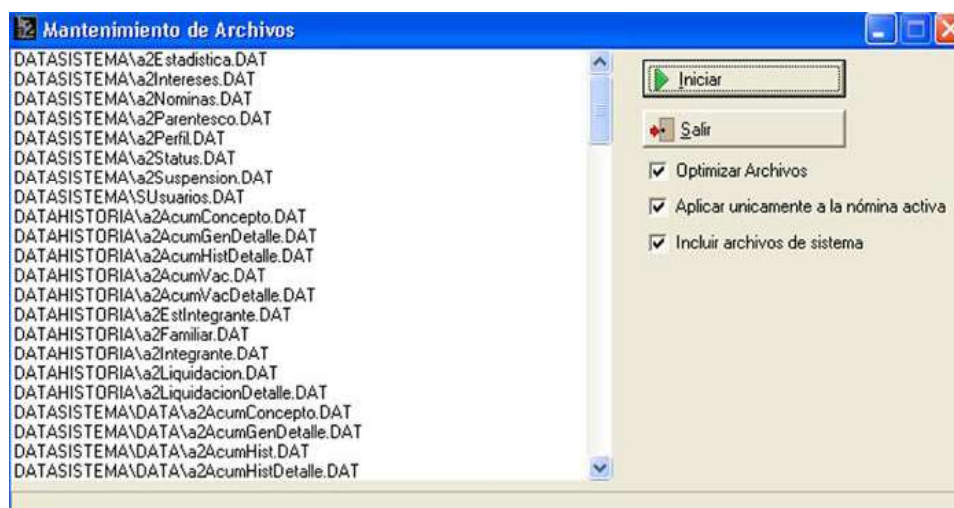 Mantenimiento de Archivos
DATASISTEMA\a2Estadistica.DAT
DATASISTEMA\a2Intereses.DAT
DATASISTEMA\a2Nominas.DAT
DATASISTEMA\a2Parentesco.DAT
DATASISTEMA\a2Perfil.DAT
DATASISTEMA\a2Status.DAT
DATASISTEMA\a2Suspension.DAT
DATASISTEMA\SUsuarios.DAT
DATAHISTORIA\a2AcumConcepto.DAT
DATAHISTORIA\a2AcumGenDetalle.DAT
DATAHISTORIA\a2AcumHistDetalle.DAT
DATAHISTORIA\a2AcumVac.DAT
DATAHISTORIA\a2AcumVacDetalle.DAT
DATAHISTORIA\a2EstIntegrante.DAT
DATAHISTORIA\a2Familiar.DAT
DATAHISTORIA\a2Integrante.DAT
DATAHISTORIA\a2Liquidacion.DAT
DATAHISTORIA\a2LiquidacionDetalle.DAT
DATASISTEMA\DATA\a2AcumConcepto.DAT
DATASISTEMA\DATA\a2AcumGenDetalle.DAT
DATASISTEMA\DATA\a2AcumHist.DAT
DATASISTEMA\DATA\a2AcumHistDetalle.DAT
Iniciar
Salir
Optimizar Archivos
Aplicar unicamente a la nómina activa
Incluir archivos de sistema